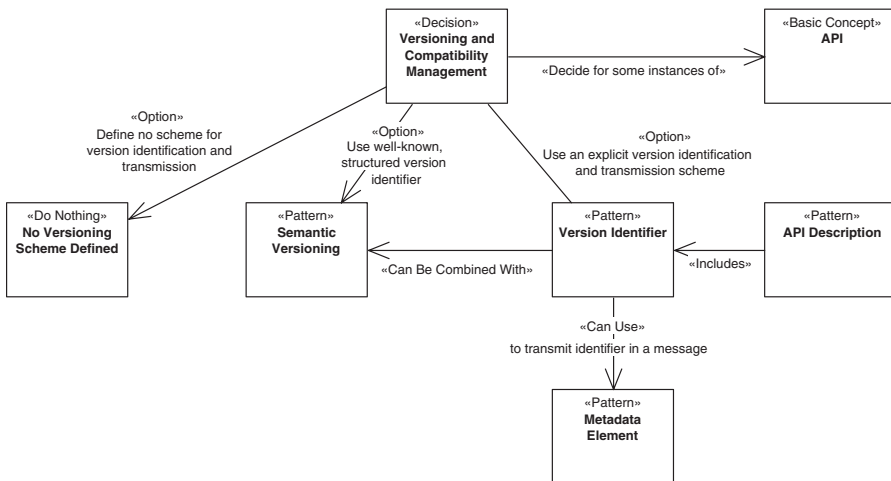 «Decision»
Versioning and
Compatibility
Management
«Basic Concept»
API
«Decide for some instances of»
«Option»
Define no scheme for
version identification and
transmission
«Option»
Use well-known,
structured version
identifier
«Option»
Use an explicit version identification
and transmission scheme
«Do Nothing»
No Versioning
Scheme Defined
«Pattern»
Semantic
Versioning
«Pattern»
Version Identifier
«Pattern»
API Description
«Can Be Combined With»
«Includes»
«Can Use»
to transmit identifier in a message
«Pattern»
Metadata
Element